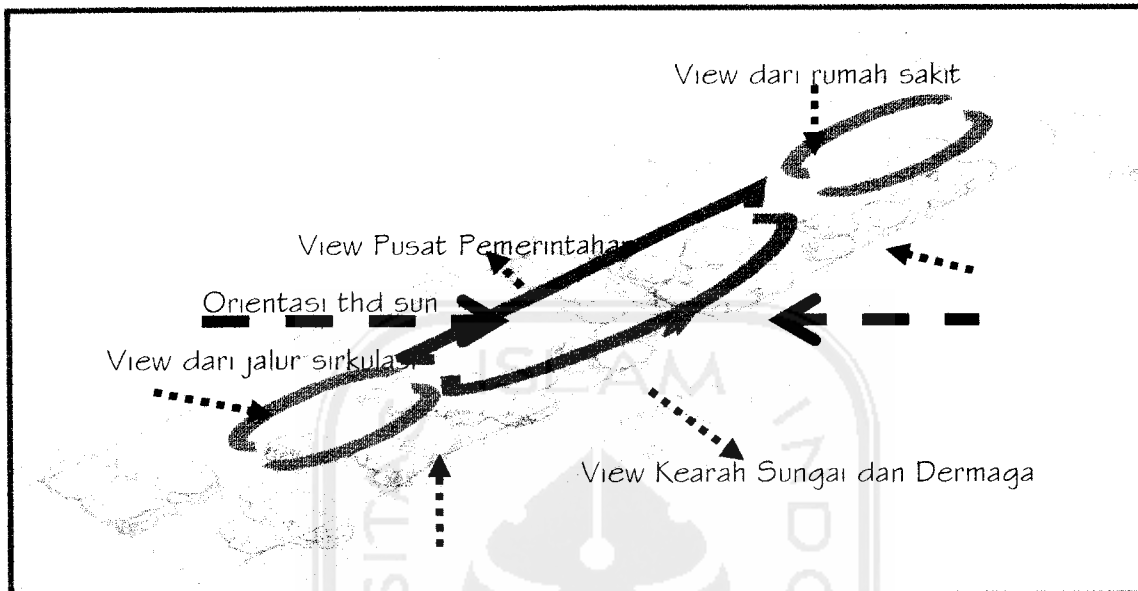 View dari rumah sakit
View Pusat Pemerintahan
Orientasi thd sun
View dari jalur sirkulasi
ISLAM
View Kearah Sungai dan Dermaga